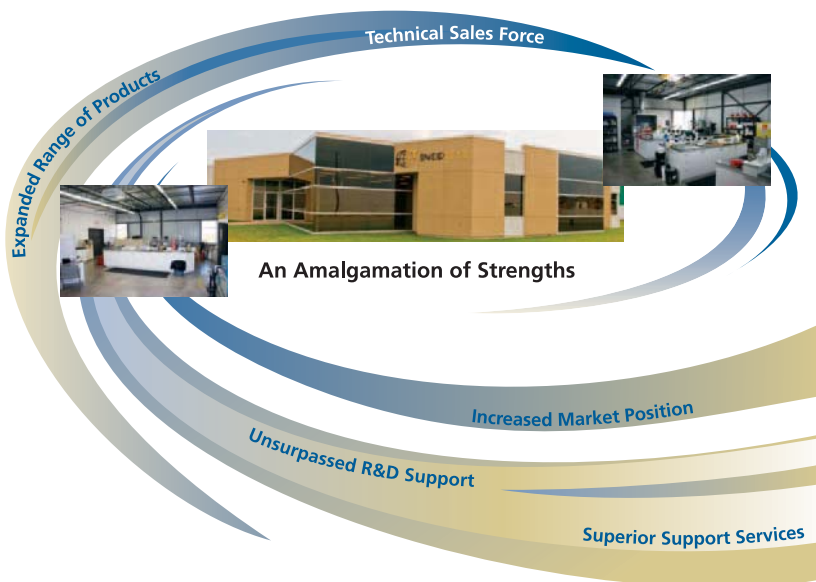 Technical Sales Force
Expanded Range of Products
An Amalgamation of Strengths
Increased Market Position
Unsurpassed R&D Support
Superior Support Services